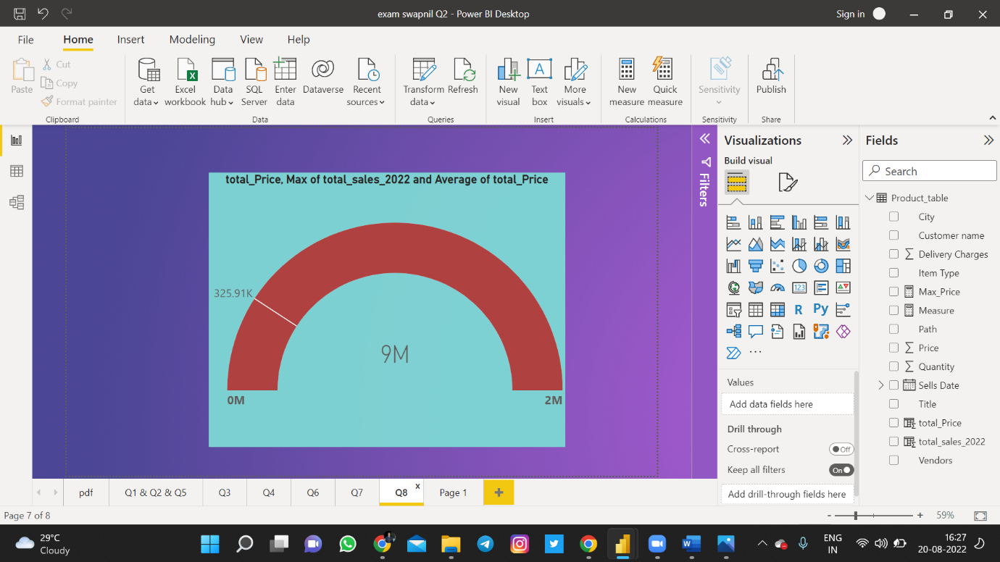 exam swapnil Q2 - Power BI Desktop
Sign in
File Home Insert Modeling View Help
Paste
Cut
Copy
Format painter
Clipboard
Get data
Excel workbook
Data hub
SQL Server
Enter data
Dataverse
Recent sources
Data
Transform data
Refresh
Queries
New visual
Text box
More visuals
Insert
New measure
Quick measure
Calculations
Sensitivity
Sensitivity
Publish
Share
total_Price, Max of total_sales_2022 and Average of total_Price
325.91K
9M
0M
2M
Filters
Visualizations
Build visual
123
R
Py
...
Values
Add data fields here
Drill through
Cross-report
Off
Keep all filters
On
Add drill-through fields here
Fields
Search
Product_table
City
Customer name
Delivery Charges
Item Type
Max_Price
Measure
Path
Price
Quantity
Sells Date
Title
total_Price
total_sales_2022
Vendors
pdf
Q1 & Q2 & Q5
Q3
Q4
Q6
Q7
Q8
x
Page 1
+
Page 7 of 8
- + 59%
29°C
Cloudy
ENG
IN
16:27
20-08-2022